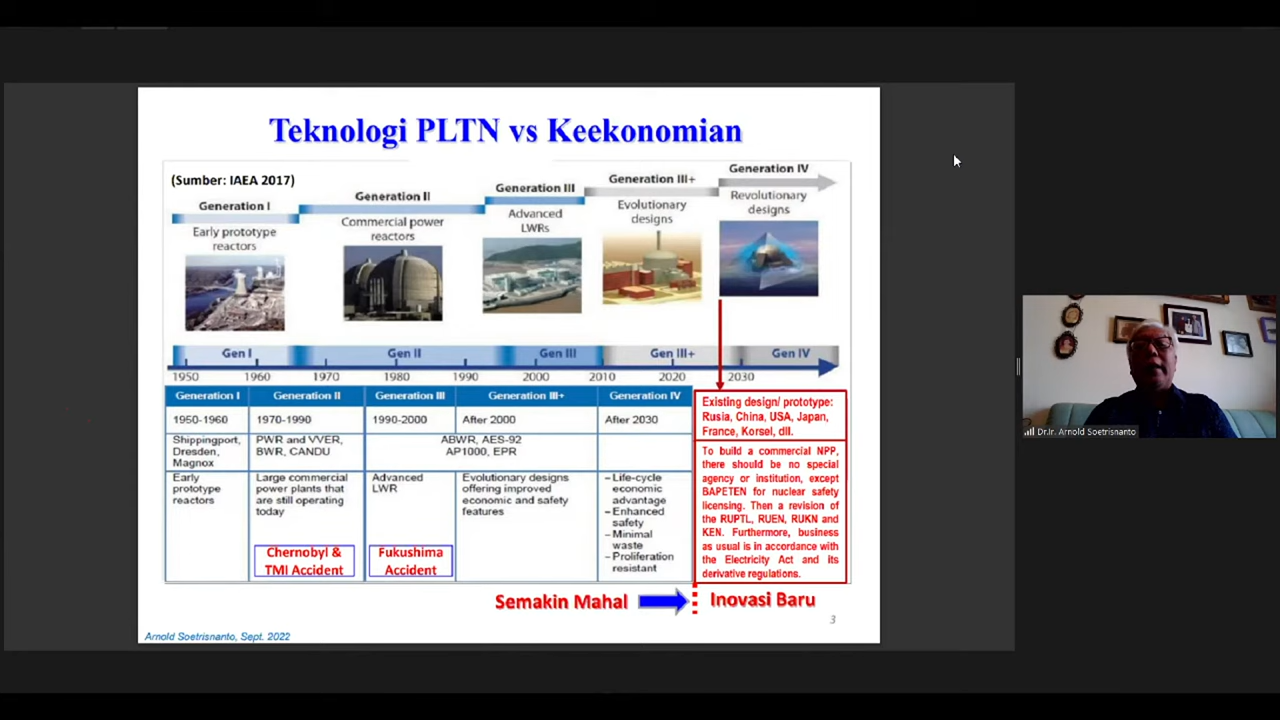 Teknologi PLTN vs Keekonomian
(Sumber: IAEA 2017)
Generation I
Early prototype
reactors
Generation II
Commercial power
reactors
Generation III
Advanced
LWRs
Generation III+
Evolutionary
designs
Generation IV
Revolutionary
designs
Gen I
Gen II
Gen III
Gen III+
Gen IV
1950
1960
1970
1980
1990
2000
2010
2020
2030
Generation I
Generation II
Generation III
Generation III+
Generation IV
1950-1960
1970-1990
1990-2000
After 2000
After 2030
Shippingport,
Dresden,
Magnox
PWR and VVER,
BWR, CANDU
ABWR, AES-92
AP1000, EPR
Early
prototype
reactors
Large commercial
power plants that
are still operating
today
Advanced
LWR
Evolutionary designs
offering improved
economic and safety
features
– Life-cycle
economic
advantage
– Enhanced
safety
– Minimal
waste
– Proliferation
resistant
Chernobyl &
TMI Accident
Fukushima
Accident
Existing design/ prototype:
Rusia, China, USA, Japan,
France, Korsel, dll.
To build a commercial NPP,
there should be no special
agency or institution, except
BAPETEN for nuclear safety
licensing. Then a revision of
the RUPTL, RUEN, RUKN and
KEN. Furthermore, business
as usual is in accordance with
the Electricity Act and its
derivative regulations.
Semakin Mahal
Inovasi Baru
3
Arnold Soetrisnanto, Sept. 2022
Dr.Ir. Arnold Soetrisnanto